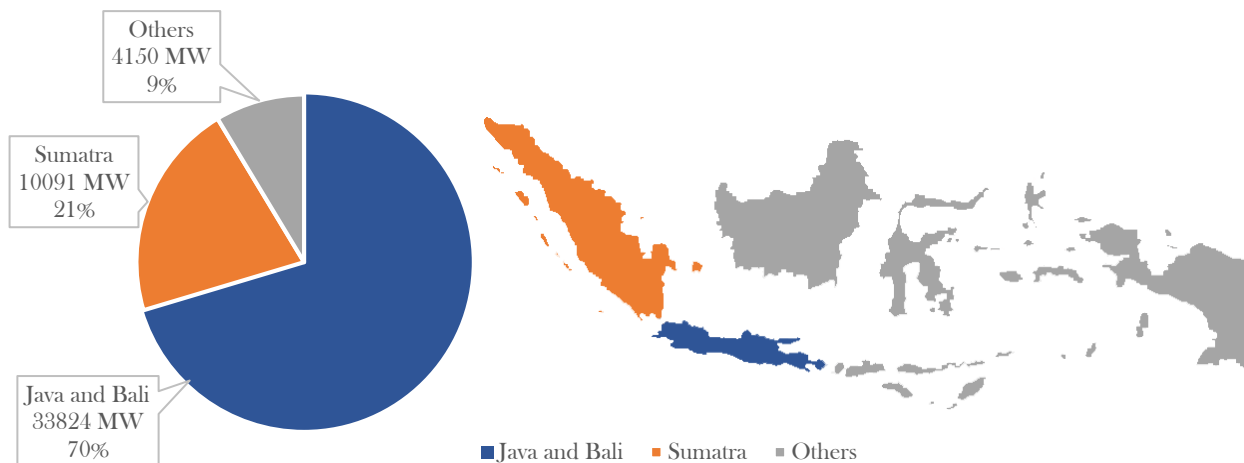 Others
4150 MW
9%
Sumatra
10091 MW
21%
Java and Bali
33824 MW
70%
Java and Bali Sumatra Others